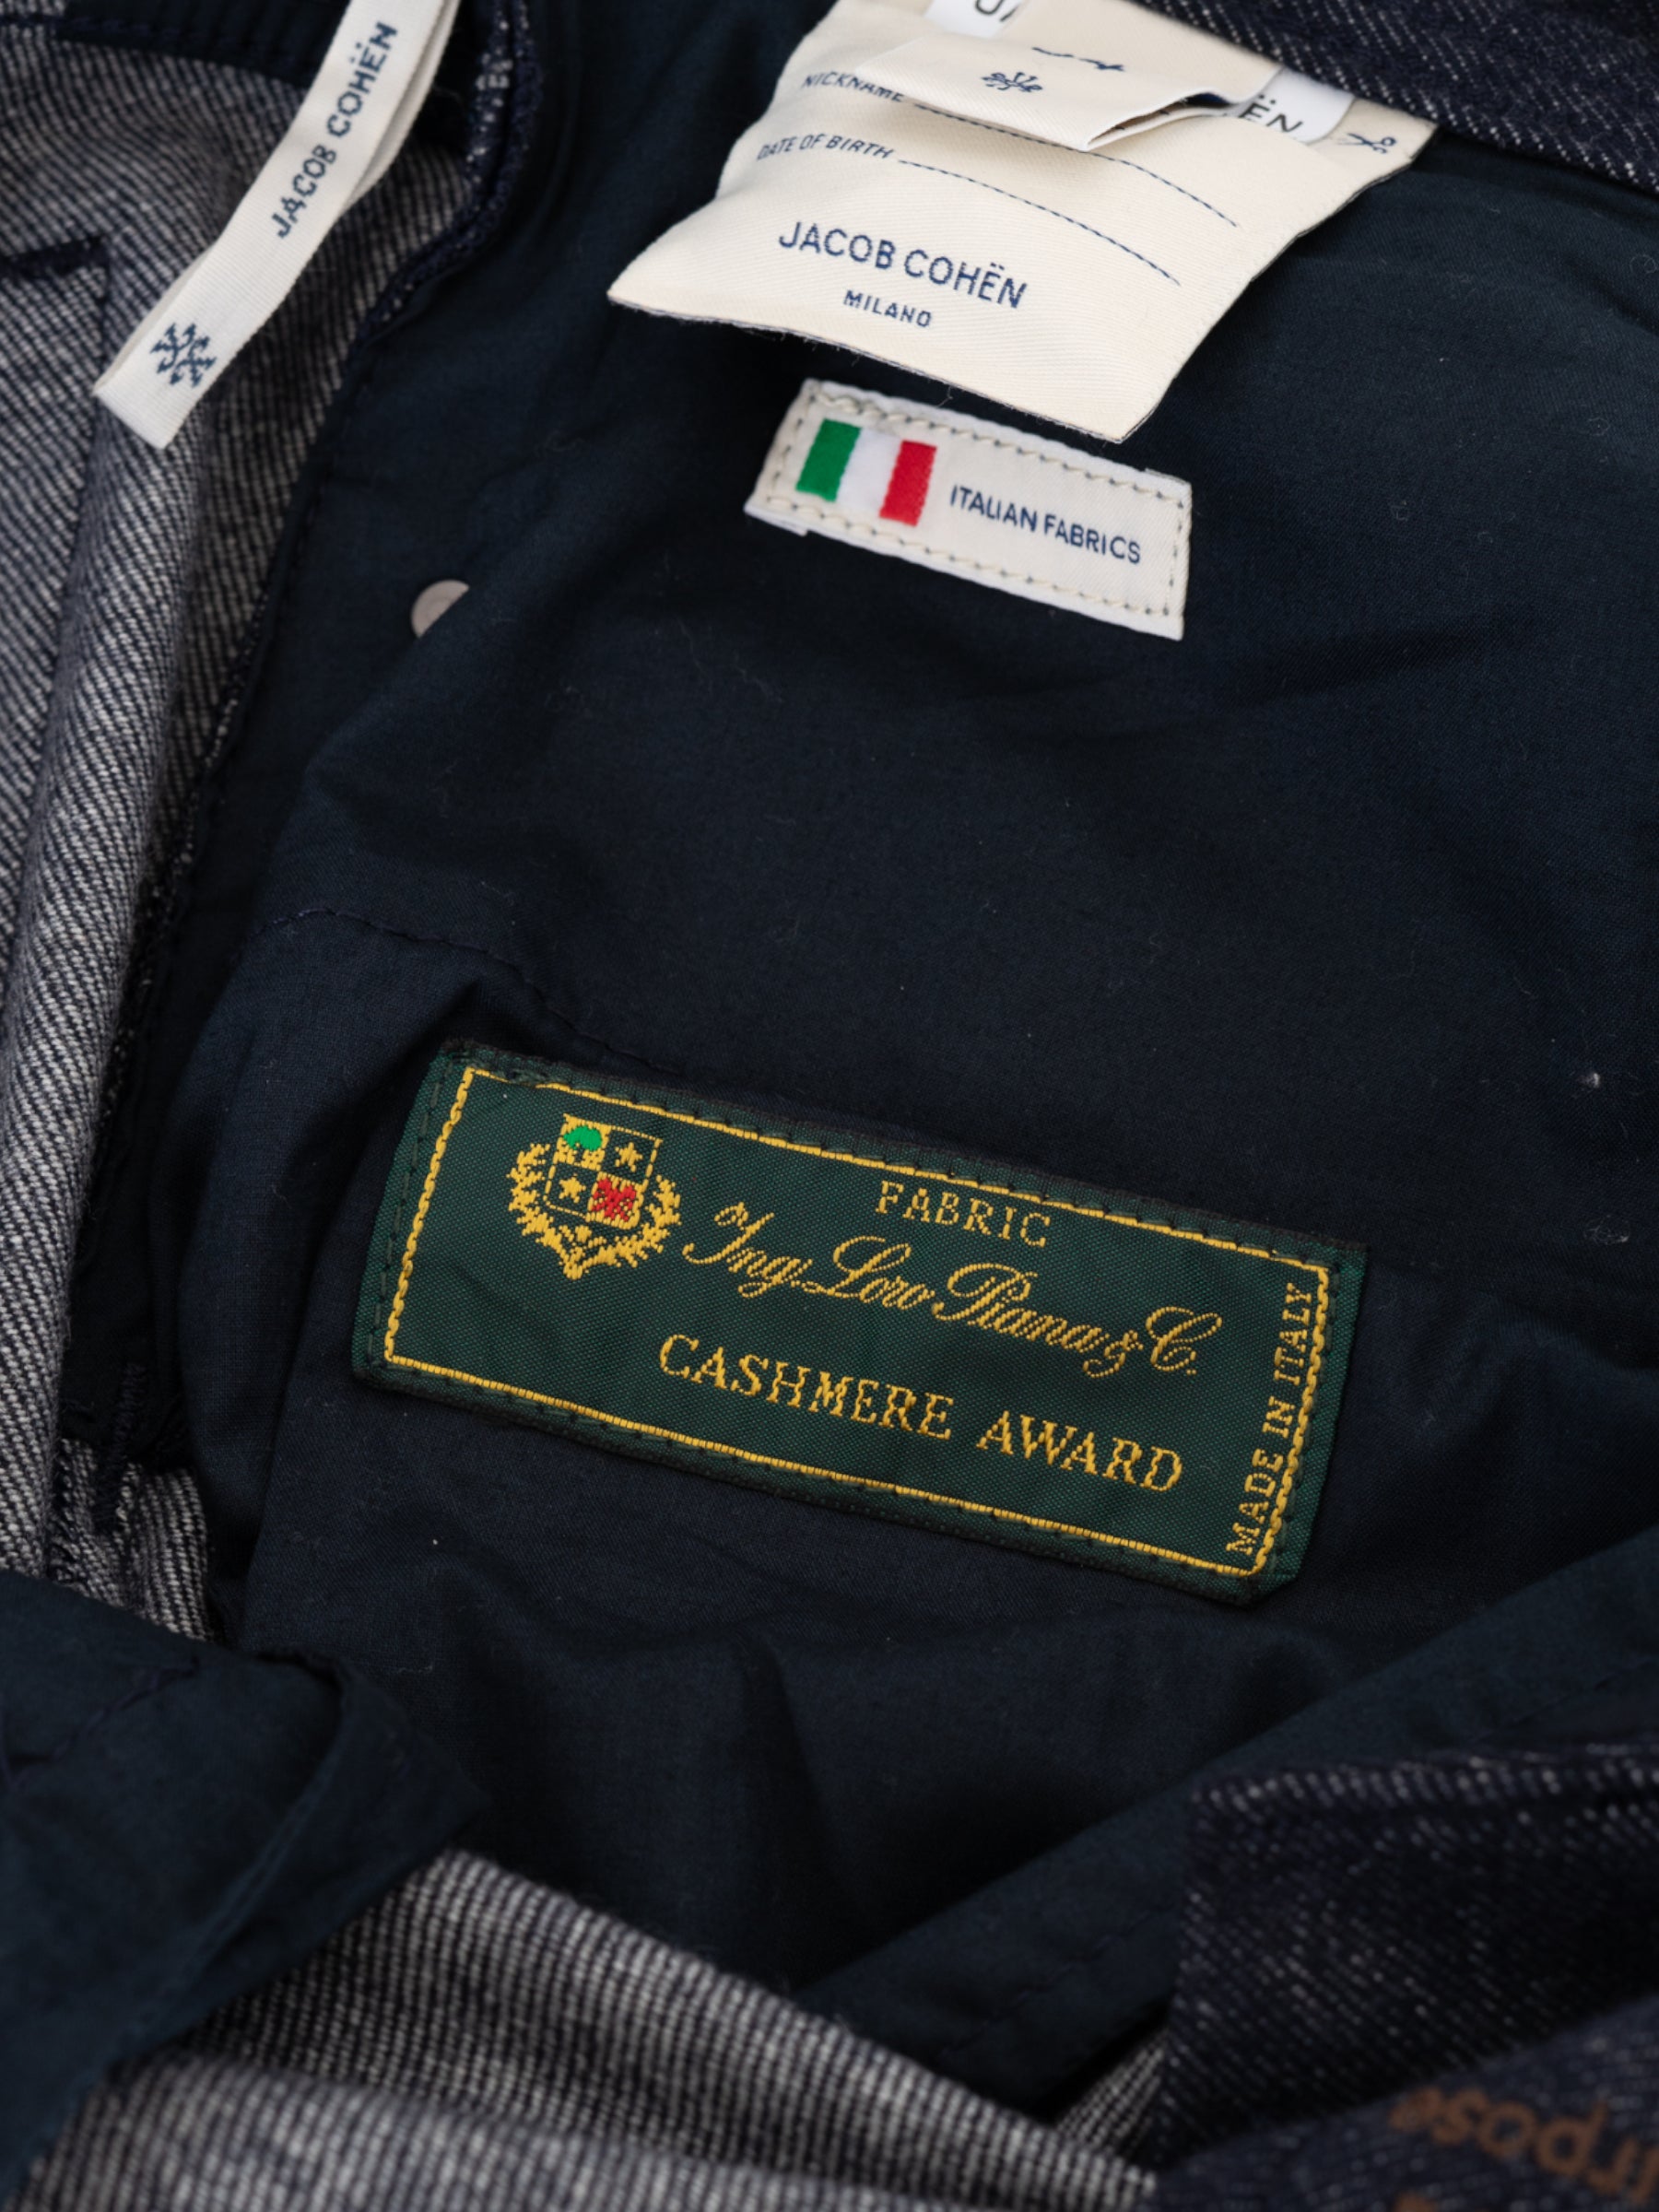 JACOB COHËN
NICKNAME
ËN
DATE OF BIRTH
JACOB COHËN
MILANO
ITALIAN FABRICS
FABRIC
Ing. Loro Piana & C.
CASHMERE AWARD
MADE IN ITALY